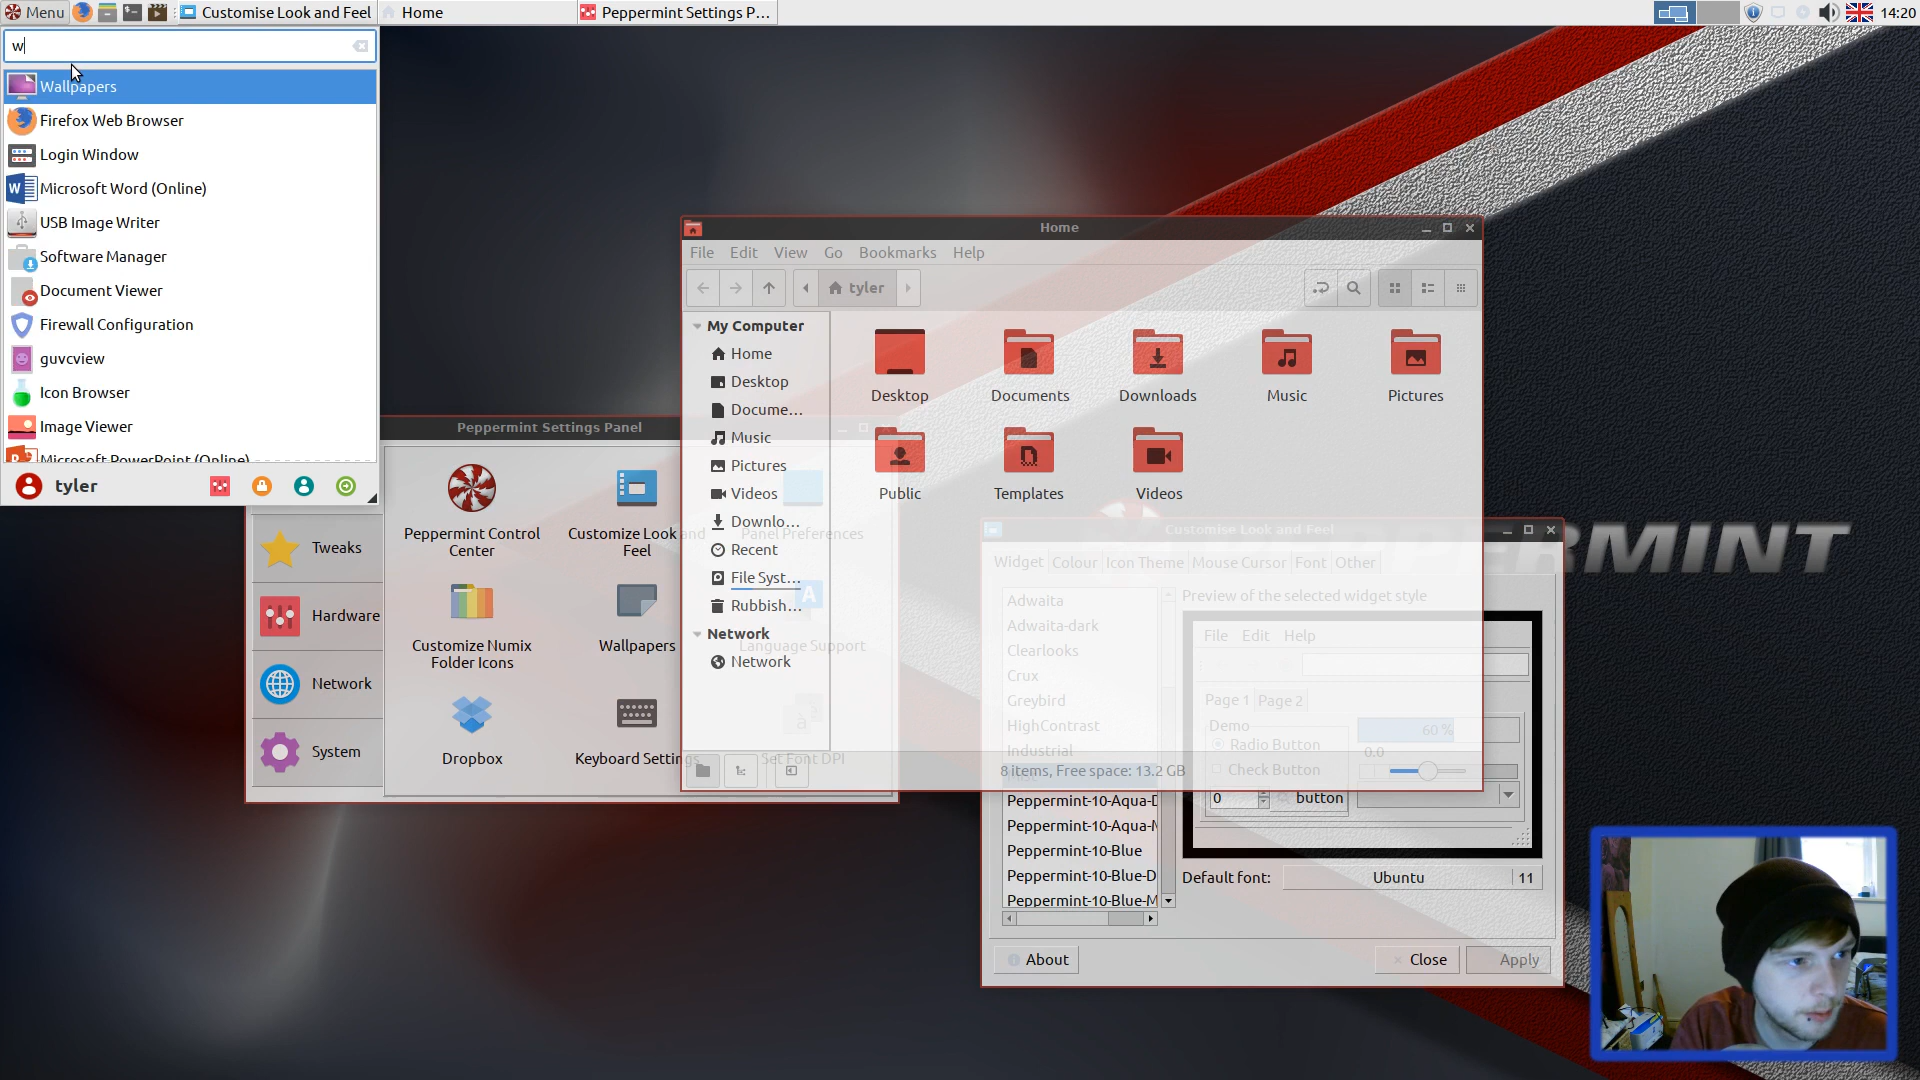 Menu
Customise Look and Feel
Home
Peppermint Settings P...
14:20
w
Wallpapers
Firefox Web Browser
Login Window
Microsoft Word (Online)
USB Image Writer
Software Manager
Document Viewer
Firewall Configuration
guvcview
Icon Browser
Image Viewer
Microsoft PowerPoint (Online)
tyler
Peppermint Settings Panel
Tweaks
Hardware
Network
System
Peppermint Control
Center
Customize Look and
Feel
Panel Preferences
Customize Numix
Folder Icons
Wallpapers
Language Support
Dropbox
Keyboard Settings
Set Font DPI
Home
File Edit View Go Bookmarks Help
tyler
My Computer
Home
Desktop
Docume...
Music
Pictures
Videos
Downlo...
Recent
File Syst...
Rubbish...
Network
Network
Desktop
Documents
Downloads
Music
Pictures
Public
Templates
Videos
8 items, Free space: 13.2 GB
Customise Look and Feel
Widget Colour Icon Theme Mouse Cursor Font Other
Adwaita
Adwaita-dark
Clearlooks
Crux
Greybird
HighContrast
Industrial
Peppermint-10-Aqua-D
Peppermint-10-Aqua-M
Peppermint-10-Blue
Peppermint-10-Blue-D
Peppermint-10-Blue-M
Preview of the selected widget style
File Edit Help
Page 1 Page 2
Demo
Radio Button
Check Button
0
button
60 %
0.0
Default font:
Ubuntu
11
About
Close
Apply